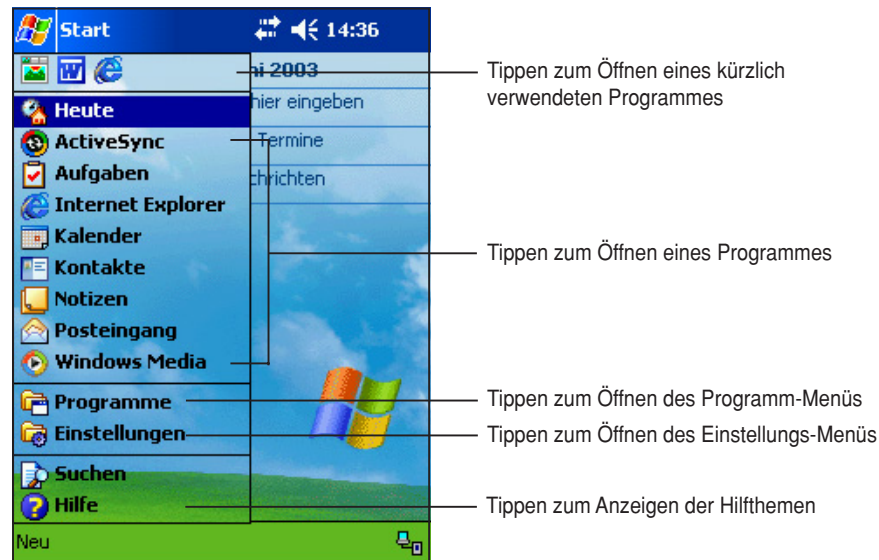 Start 14:36
ni 2003
Tippen zum Öffnen eines kürzlich
verwendeten Programmes
Heute
hier eingeben
ActiveSync
Termine
Aufgaben
chrichten
Internet Explorer
Kalender
Tippen zum Öffnen eines Programmes
Kontakte
Notizen
Posteingang
Windows Media
Programme
Tippen zum Öffnen des Programm-Menüs
Einstellungen
Tippen zum Öffnen des Einstellungs-Menüs
Suchen
Hilfe
Tippen zum Anzeigen der Hilfthemen
Neu